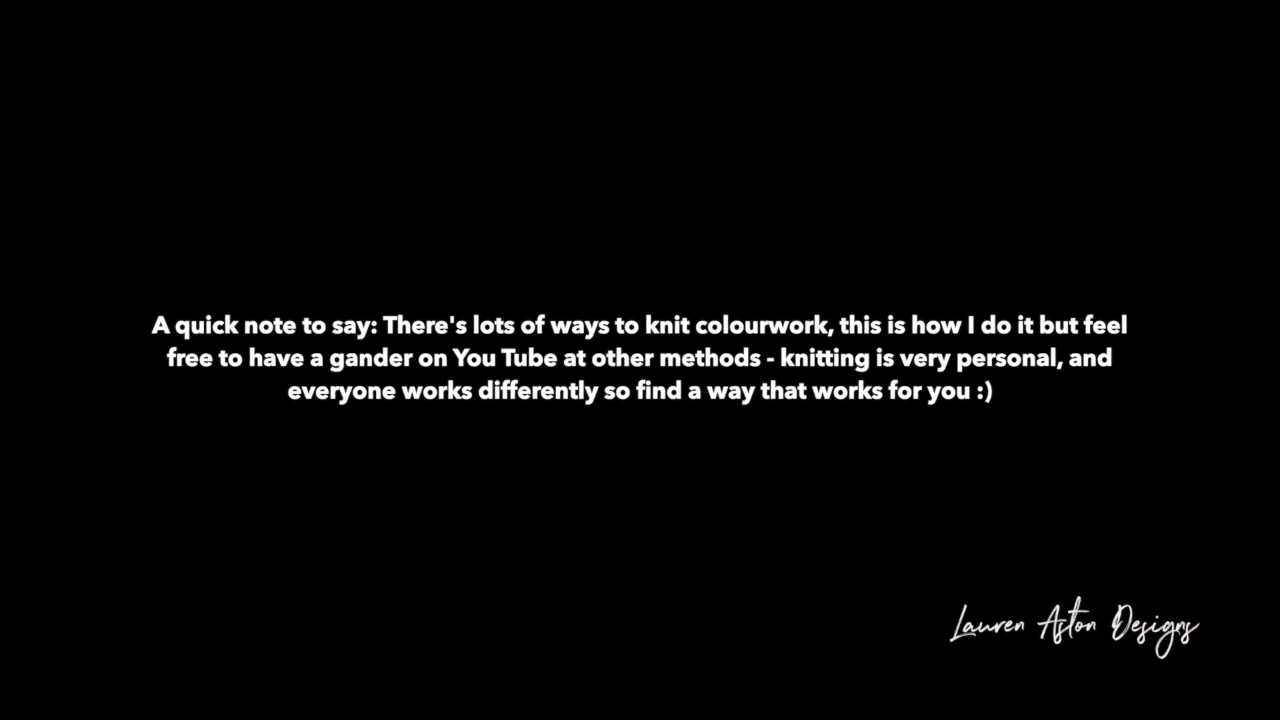 A quick note to say: There's lots of ways to knit colourwork, this is how I do it but feel
free to have a gander on You Tube at other methods - knitting is very personal, and
everyone works differently so find a way that works for you :)
Lauren Aston Designs